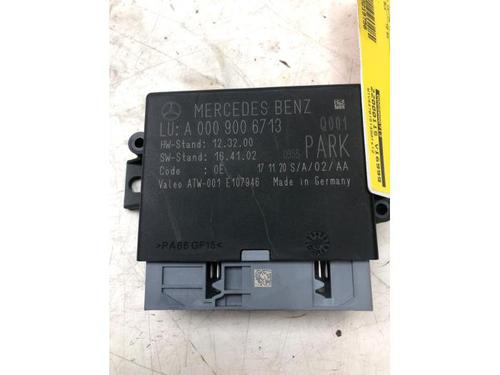 MERCEDES BENZ
LU: A 000 900 6713 Q001
HW-Stand: 12.32.00
SW-Stand: 16.41.02 0955 PARK
Code : 0E 17 11 20 S/A/02/AA
Valeo ATW-001 E107946 Made in Germany
>PA66 GF15<